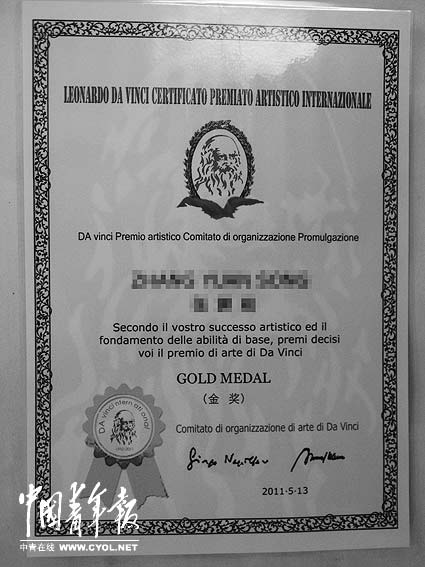 LEONARDO DA VINCI CERTIFICATO PREMIATO ARTISTICO INTERNAZIONALE
DA vinci Premio artistico Comitato di organizzazione Promulgazione
Secondo il vostro successo artistico ed il
fondamento delle abilità di base, premi decisi
voi il premio di arte di Da Vinci
GOLD MEDAL
(金 奖)
Comitato di organizzazione di arte di Da Vinci
2011·5·13
中国青年报
中青在线 WWW.CYOL.NET